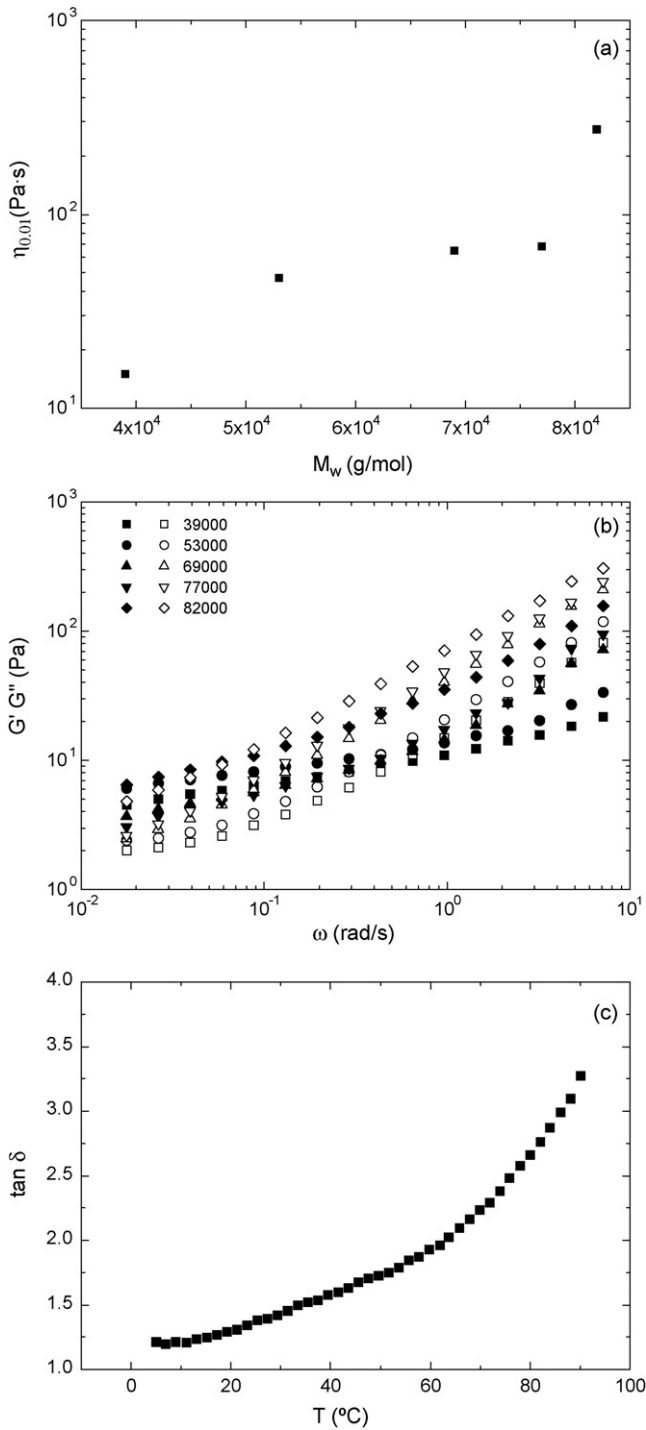 10³
(a)
η₀.₀₁(Pa·s)
10²
10¹
4x10⁴ 5x10⁴ 6x10⁴ 7x10⁴ 8x10⁴
M_w (g/mol)
10³
(b)
39000
53000
69000
77000
82000
G' G" (Pa)
10²
10¹
10⁰
10⁻² 10⁻¹ 10⁰ 10¹
ω (rad/s)
4.0
(c)
3.5
3.0
tan δ
2.5
2.0
1.5
1.0
0 20 40 60 80 100
T (ºC)